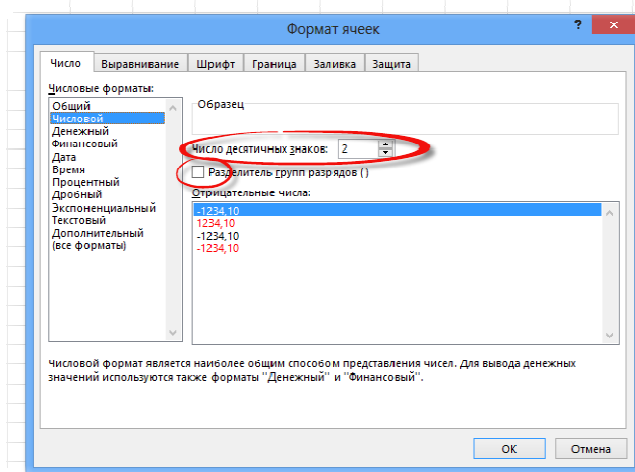 Формат ячеек
?
Число Выравнивание Шрифт Граница Заливка Защита
Числовые форматы:
Общий
Числовой
Денежный
Финансовый
Дата
Время
Процентный
Дробный
Экспоненциальный
Текстовый
Дополнительный
(все форматы)
Образец
Число десятичных знаков: 2
Разделитель групп разрядов ( )
Отрицательные числа:
-1234,10
1234,10
-1234,10
-1234,10
Числовой формат является наиболее общим способом представления чисел. Для вывода денежных
значений используются также форматы "Денежный" и "Финансовый".
ОК Отмена